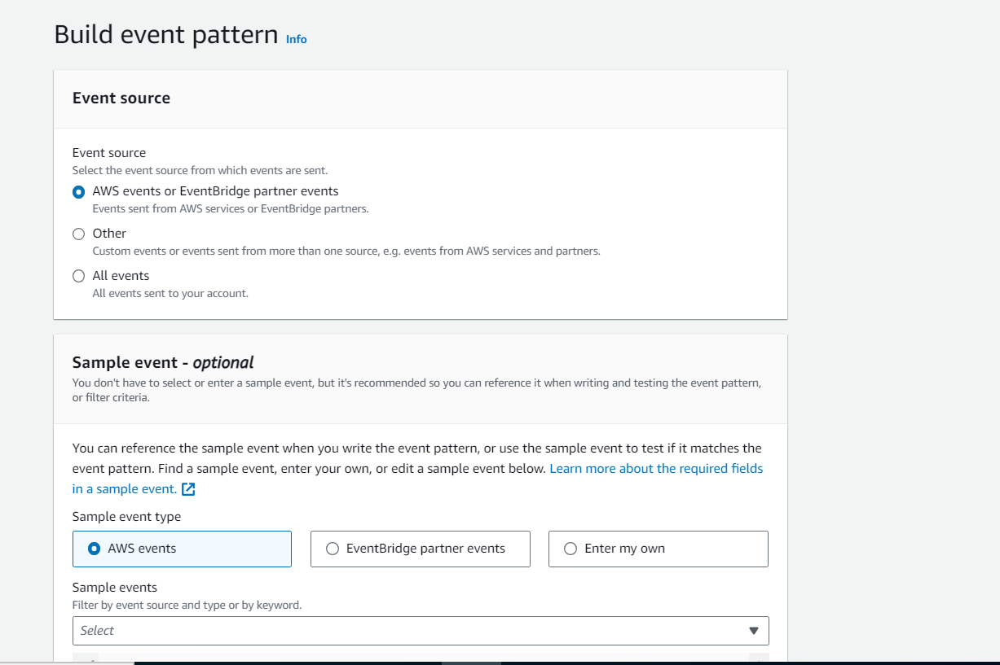 Build event pattern Info
Event source
Event source
Select the event source from which events are sent.
AWS events or EventBridge partner events
Events sent from AWS services or EventBridge partners.
Other
Custom events or events sent from more than one source, e.g. events from AWS services and partners.
All events
All events sent to your account.
Sample event - optional
You don't have to select or enter a sample event, but it's recommended so you can reference it when writing and testing the event pattern,
or filter criteria.
You can reference the sample event when you write the event pattern, or use the sample event to test if it matches the
event pattern. Find a sample event, enter your own, or edit a sample event below. Learn more about the required fields
in a sample event.
Sample event type
AWS events EventBridge partner events Enter my own
Sample events
Filter by event source and type or by keyword.
Select